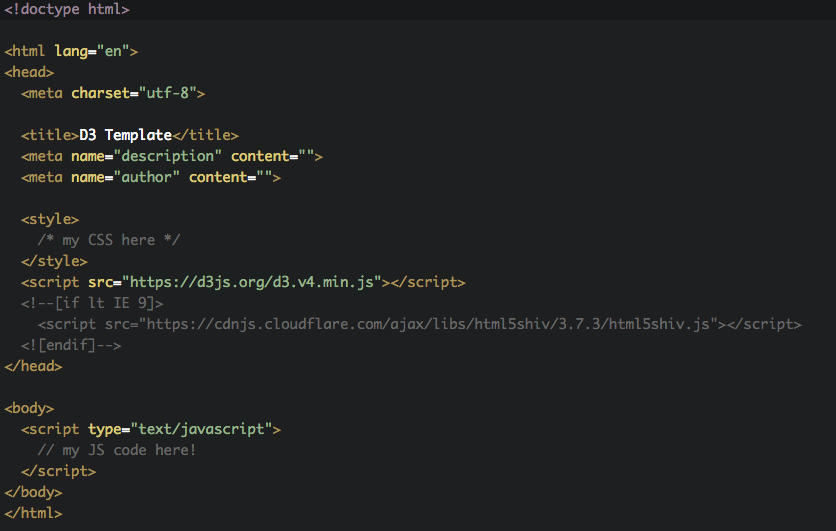 <!doctype html>
<html lang="en">
<head>
<meta charset="utf-8">
<title>D3 Template</title>
<meta name="description" content="">
<meta name="author" content="">
<style>
/* my CSS here */
</style>
<script src="https://d3js.org/d3.v4.min.js"></script>
<!--[if lt IE 9]>
<script src="https://cdnjs.cloudflare.com/ajax/libs/html5shiv/3.7.3/html5shiv.js"></script>
<![endif]-->
</head>
<body>
<script type="text/javascript">
// my JS code here!
</script>
</body>
</html>